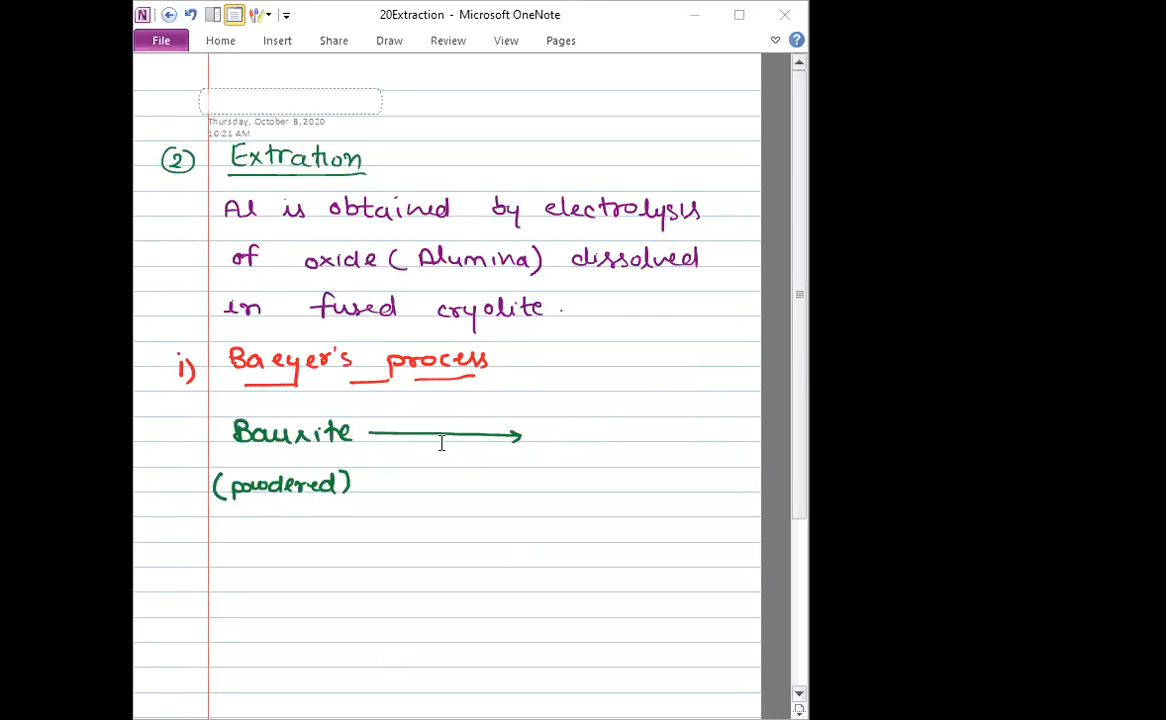 20Extraction - Microsoft OneNote
File Home Insert Share Draw Review View Pages
Thursday, October 8, 2020
10:21 AM
2 Extration
Al is obtained by electrolysis
of oxide (Alumina) dissolved
in fused cryolite.
i) Baeyer's process
Bauxite
(powdered)